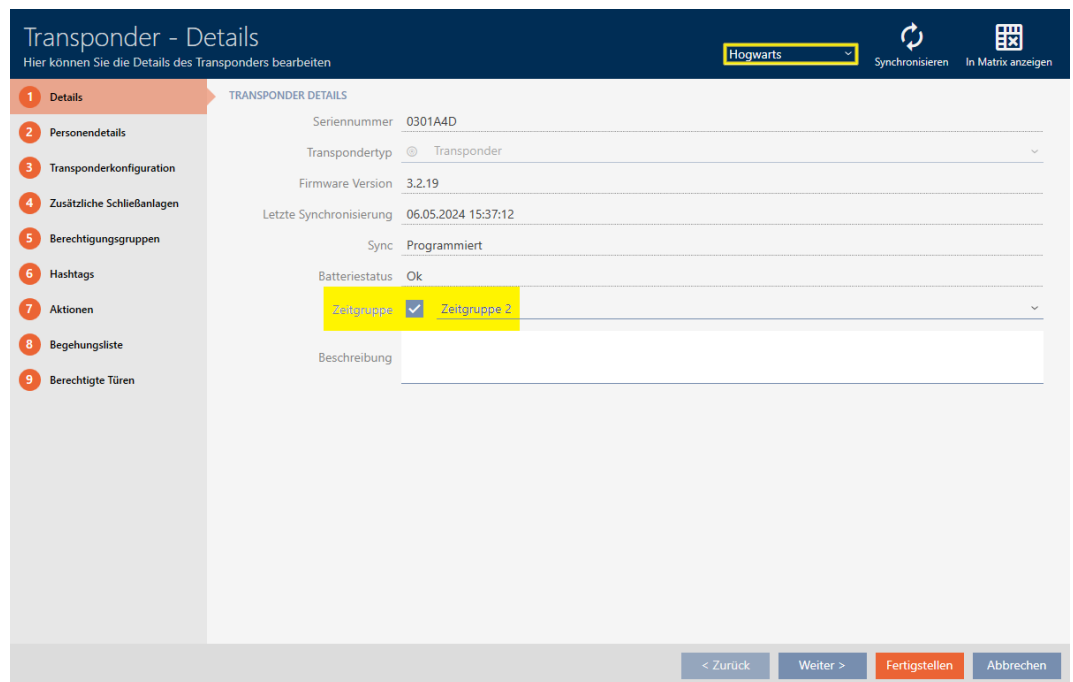 Transponder - Details
Hier können Sie die Details des Transponders bearbeiten
Hogwarts
Synchronisieren
In Matrix anzeigen
1 Details
2 Personendetails
3 Transponderkonfiguration
4 Zusätzliche Schließanlagen
5 Berechtigungsgruppen
6 Hashtags
7 Aktionen
8 Begehungsliste
9 Berechtigte Türen
TRANSPONDER DETAILS
Seriennummer 0301A4D
Transpondertyp Transponder
Firmware Version 3.2.19
Letzte Synchronisierung 06.05.2024 15:37:12
Sync Programmiert
Batteriestatus Ok
Zeitgruppe Zeitgruppe 2
Beschreibung
< Zurück
Weiter >
Fertigstellen
Abbrechen